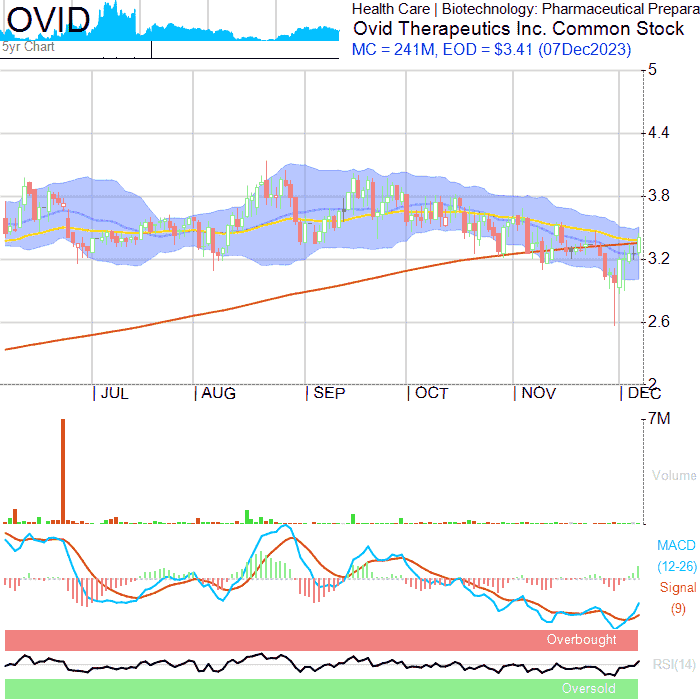 OVID
5yr Chart
Health Care | Biotechnology: Pharmaceutical Prepara
Ovid Therapeutics Inc. Common Stock
MC = 241M, EOD = $3.41 (07Dec2023)
5
4.4
3.8
3.2
2.6
2
JUL AUG SEP OCT NOV DEC
7M
Volume
MACD
(12-26)
Signal
(9)
Overbought
RSI(14)
Oversold